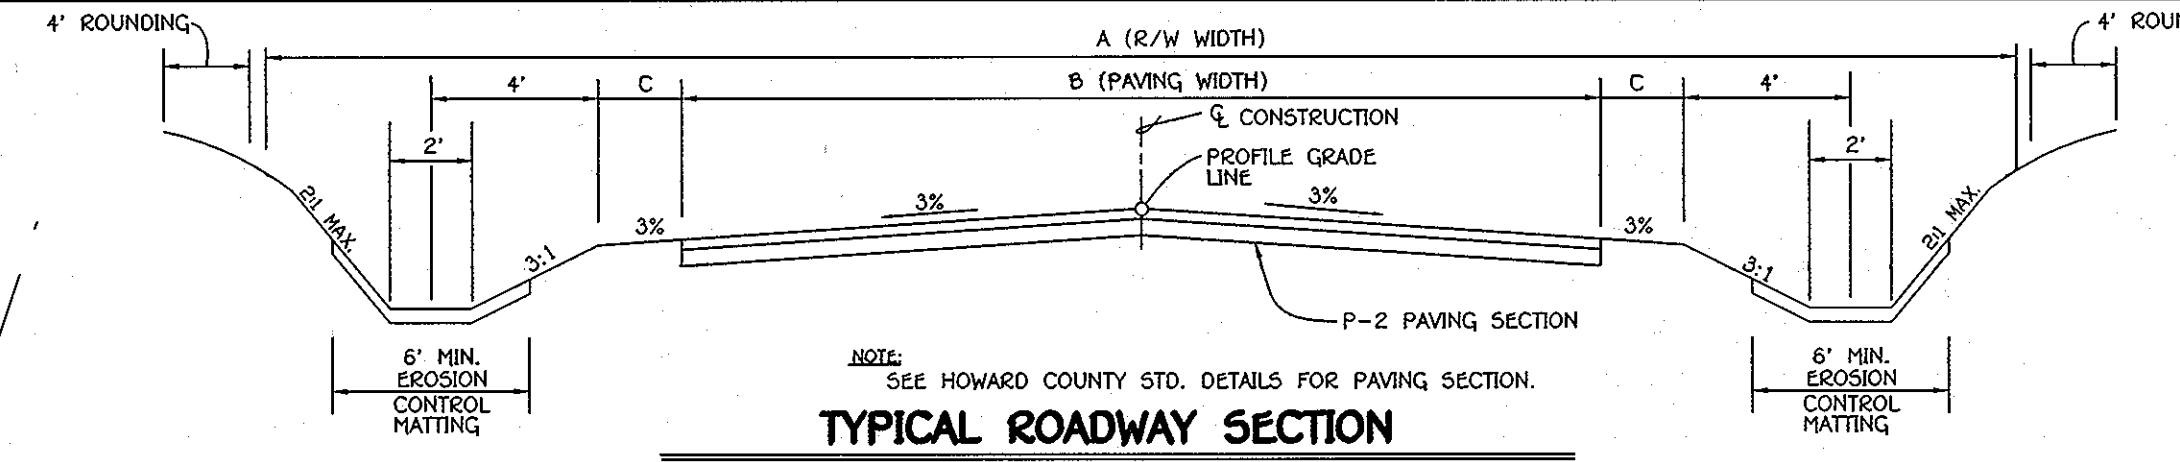 4' ROUNDING
A (R/W WIDTH)
4' ROU
4'
C
B (PAVING WIDTH)
C
4'
℄ CONSTRUCTION
2'
PROFILE GRADE
LINE
2'
2:1 MAX.
3%
3%
2:1 MAX.
3%
3%
3:1
3:1
P-2 PAVING SECTION
6' MIN.
EROSION
CONTROL
MATTING
NOTE:
SEE HOWARD COUNTY STD. DETAILS FOR PAVING SECTION.
6' MIN.
EROSION
CONTROL
MATTING
TYPICAL ROADWAY SECTION